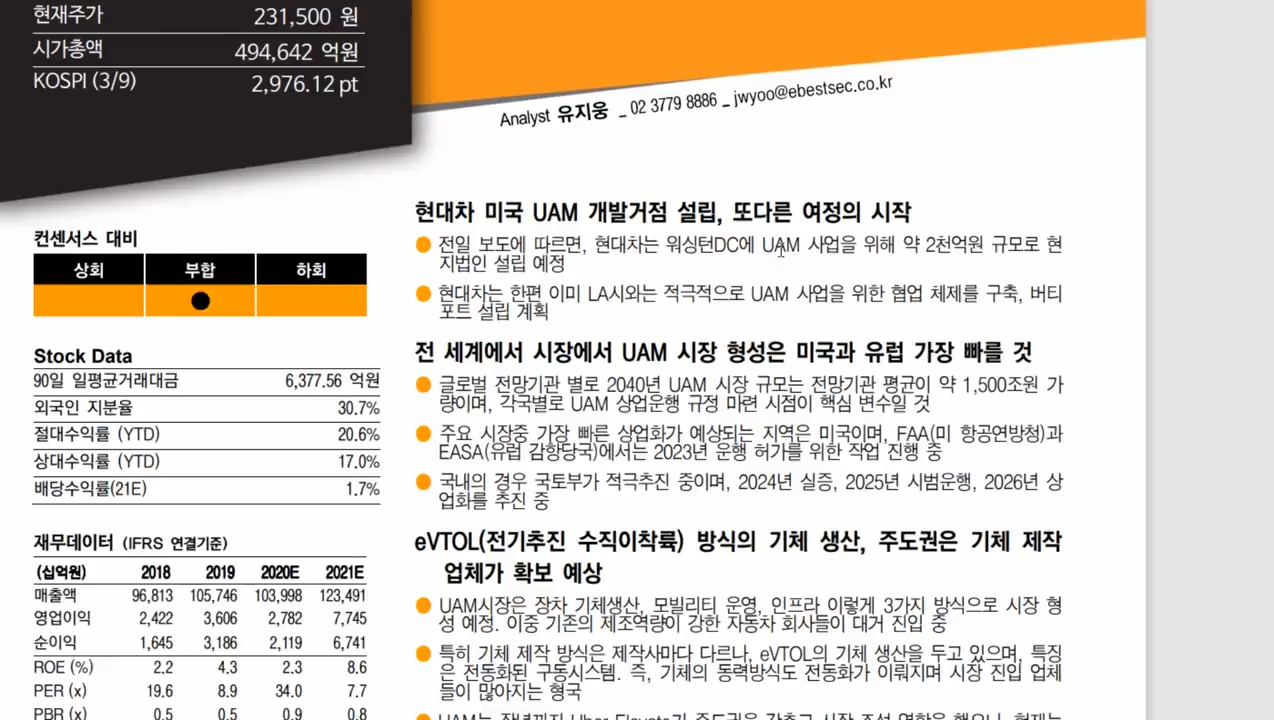 현재주가 231,500 원
시가총액 494,642 억원
KOSPI (3/9) 2,976.12 pt
Analyst 유지웅 _ 02 3779 8886 _ jwyoo@ebestsec.co.kr
컨센서스 대비
상회 부합 하회
●
Stock Data
90일 일평균거래대금 6,377.56 억원
외국인 지분율 30.7%
절대수익률 (YTD) 20.6%
상대수익률 (YTD) 17.0%
배당수익률(21E) 1.7%
재무데이터 (IFRS 연결기준)
(십억원) 2018 2019 2020E 2021E
매출액 96,813 105,746 103,998 123,491
영업이익 2,422 3,606 2,782 7,745
순이익 1,645 3,186 2,119 6,741
ROE (%) 2.2 4.3 2.3 8.6
PER (x) 19.6 8.9 34.0 7.7
PBR (x) 0.5 0.5 0.9 0.8
현대차 미국 UAM 개발거점 설립, 또다른 여정의 시작
전일 보도에 따르면, 현대차는 워싱턴DC에 UAM 사업을 위해 약 2천억원 규모로 현
지법인 설립 예정
현대차는 한편 이미 LA시와는 적극적으로 UAM 사업을 위한 협업 체제를 구축, 버티
포트 설립 계획
전 세계에서 시장에서 UAM 시장 형성은 미국과 유럽 가장 빠를 것
글로벌 전망기관 별로 2040년 UAM 시장 규모는 전망기관 평균이 약 1,500조원 가
량이며, 각국별로 UAM 상업운행 규정 마련 시점이 핵심 변수일 것
주요 시장중 가장 빠른 상업화가 예상되는 지역은 미국이며, FAA(미 항공연방청)과
EASA(유럽 감항당국)에서는 2023년 운행 허가를 위한 작업 진행 중
국내의 경우 국토부가 적극추진 중이며, 2024년 실증, 2025년 시범운행, 2026년 상
업화를 추진 중
eVTOL(전기추진 수직이착륙) 방식의 기체 생산, 주도권은 기체 제작
업체가 확보 예상
UAM시장은 장차 기체생산, 모빌리티 운영, 인프라 이렇게 3가지 방식으로 시장 형
성 예정. 이중 기존의 제조역량이 강한 자동차 회사들이 대거 진입 중
특히 기체 제작 방식은 제작사마다 다르나, eVTOL의 기체 생산을 두고 있으며, 특징
은 전동화된 구동시스템. 즉, 기체의 동력방식도 전동화가 이뤄지며 시장 진입 업체
들이 많아지는 형국